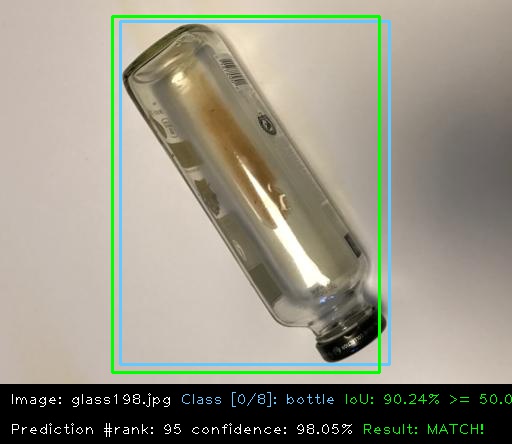 Image: glass198.jpg Class [0/8]: bottle IoU: 90.24% >= 50.0
Prediction #rank: 95 confidence: 98.05% Result: MATCH!